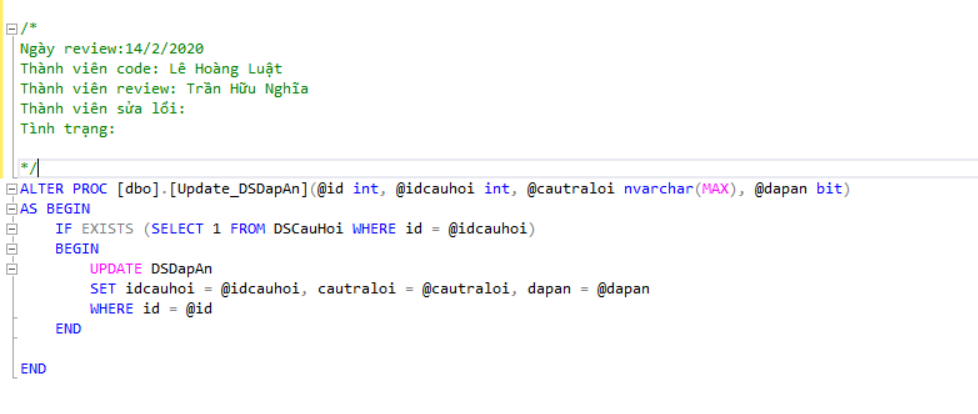 /*
Ngày review:14/2/2020
Thành viên code: Lê Hoàng Luật
Thành viên review: Trần Hữu Nghĩa
Thành viên sửa lổi:
Tình trạng:
*/
ALTER PROC [dbo].[Update_DSDapAn](@id int, @idcauhoi int, @cautraloi nvarchar(MAX), @dapan bit)
AS BEGIN
    IF EXISTS (SELECT 1 FROM DSCauHoi WHERE id = @idcauhoi)
    BEGIN
        UPDATE DSDapAn
        SET idcauhoi = @idcauhoi, cautraloi = @cautraloi, dapan = @dapan
        WHERE id = @id
    END
END